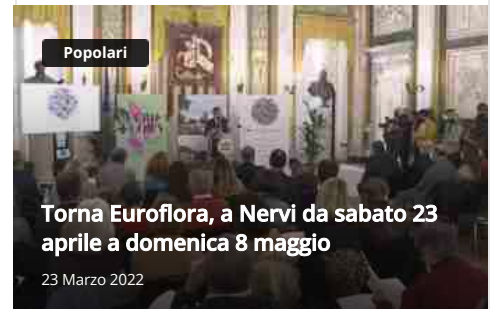 Popolari
Torna Euroflora, a Nervi da sabato 23
aprile a domenica 8 maggio
23 Marzo 2022